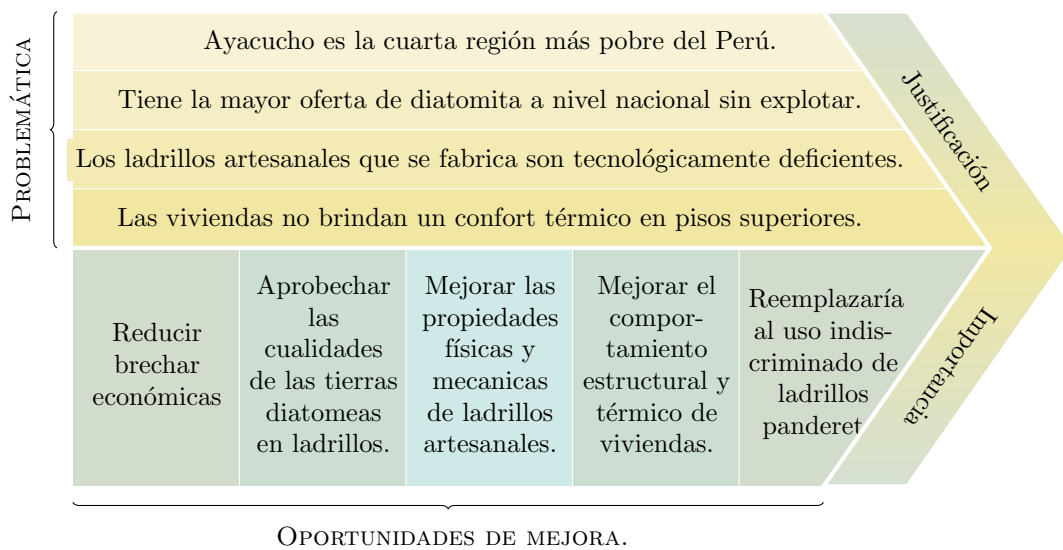 PROBLEMÁTICA
Ayacucho es la cuarta región más pobre del Perú.
Tiene la mayor oferta de diatomita a nivel nacional sin explotar.
Los ladrillos artesanales que se fabrica son tecnológicamente deficientes.
Las viviendas no brindan un confort térmico en pisos superiores.
Justificación
Reducir
brechar
económicas
Aprobechar
las
cualidades
de las tierras
diatomeas
en ladrillos.
Mejorar las
propiedades
físicas y
mecanicas
de ladrillos
artesanales.
Mejorar el
compor-
tamiento
estructural y
térmico de
viviendas.
Reemplazaría
al uso indis-
criminado de
ladrillos
panderet
Importancia
OPORTUNIDADES DE MEJORA.